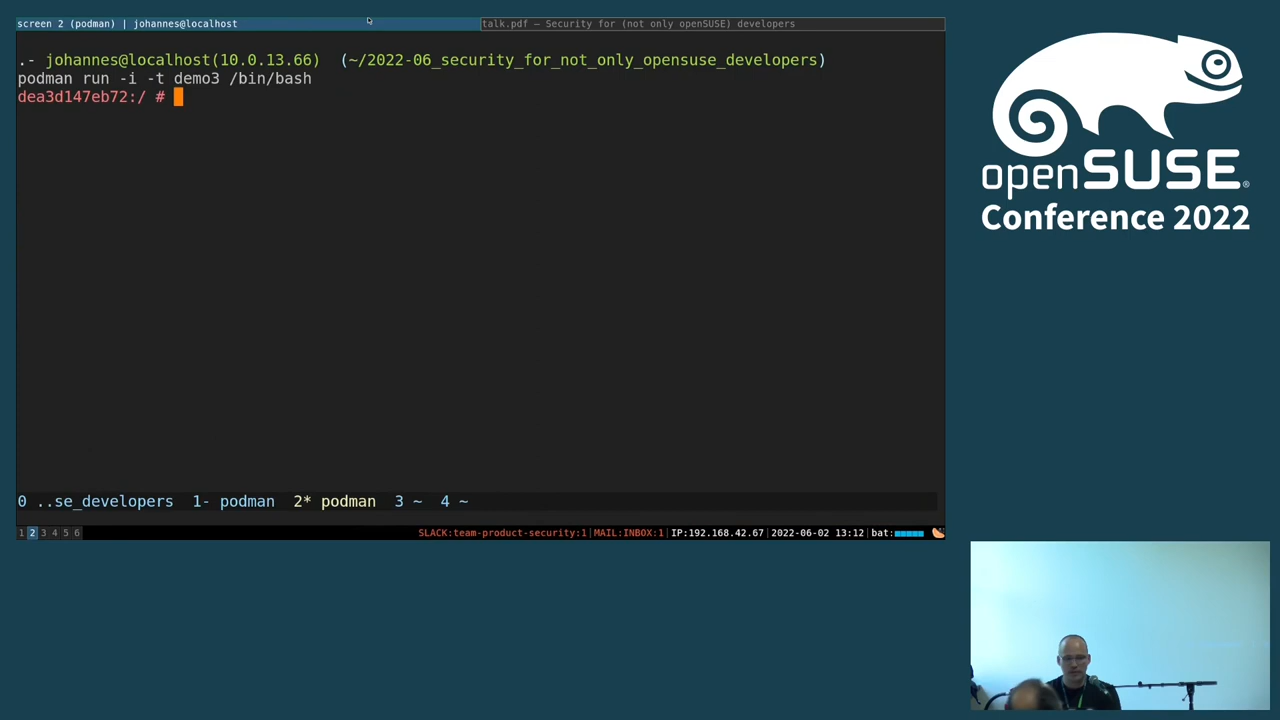 screen 2 (podman) | johannes@localhost
talk.pdf — Security for (not only openSUSE) developers
.- johannes@localhost(10.0.13.66)  (~/2022-06_security_for_not_only_opensuse_developers)
podman run -i -t demo3 /bin/bash
dea3d147eb72:/ #
0 ..se_developers  1- podman  2* podman  3 ~  4 ~
1 2 3 4 5 6
SLACK:team-product-security:1|MAIL:INBOX:1|IP:192.168.42.67|2022-06-02 13:12|bat:
openSUSE®
Conference 2022